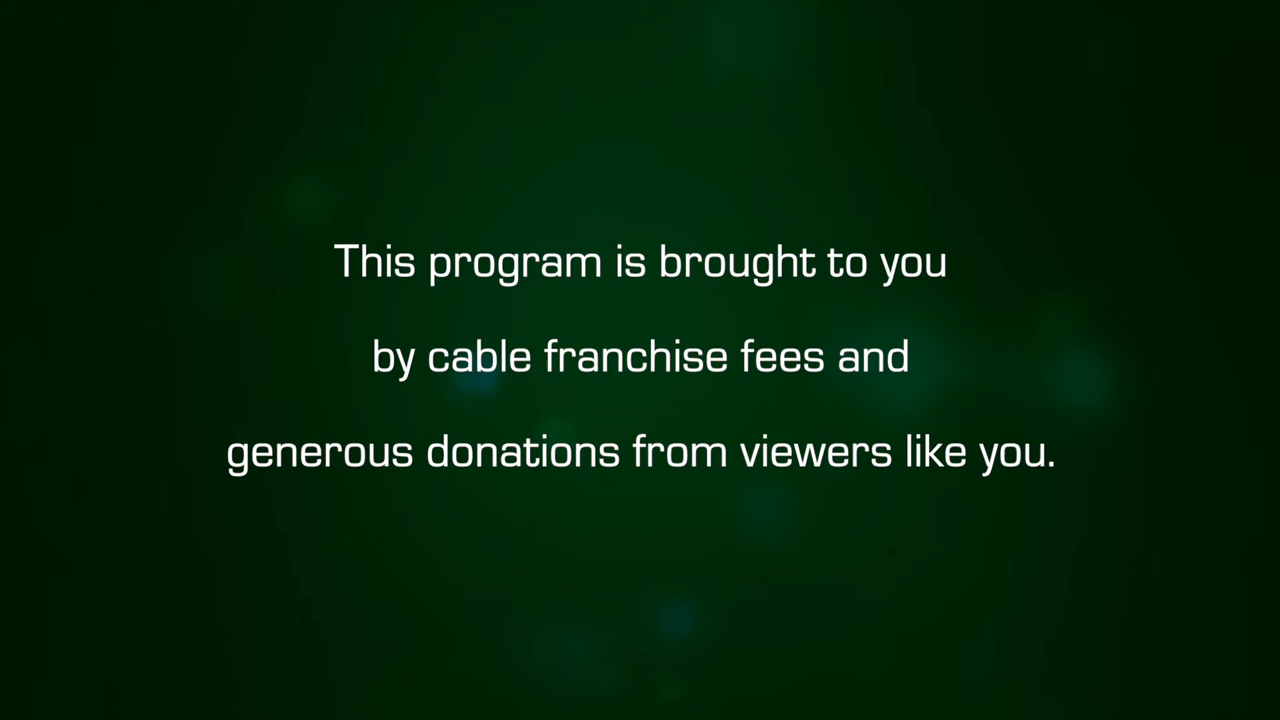 This program is brought to you
by cable franchise fees and
generous donations from viewers like you.